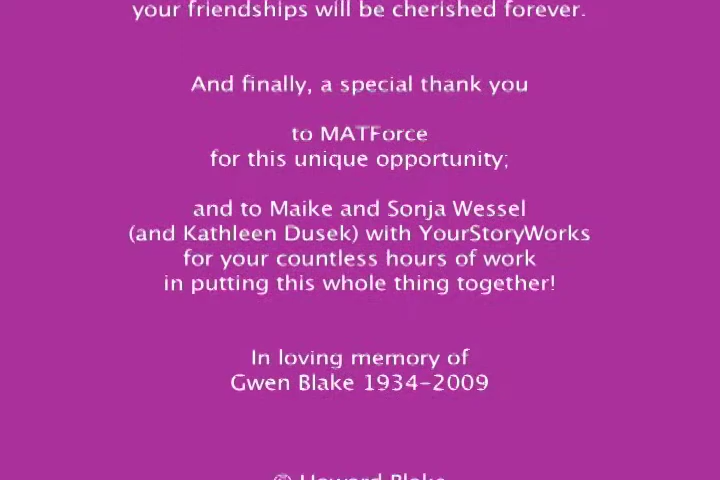 your friendships will be cherished forever.
And finally, a special thank you
to MATForce
for this unique opportunity;
and to Maike and Sonja Wessel
(and Kathleen Dusek) with YourStoryWorks
for your countless hours of work
in putting this whole thing together!
In loving memory of
Gwen Blake 1934-2009
© Howard Blake